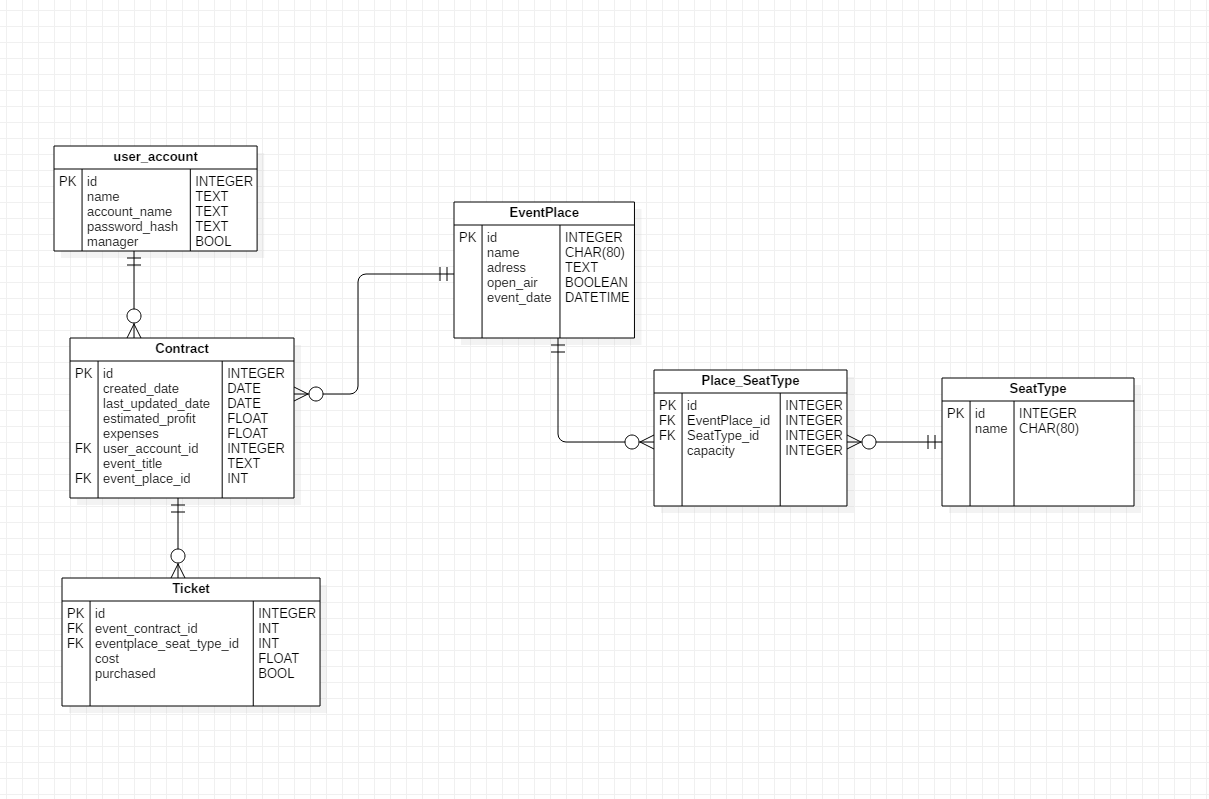 user_account
PK id INTEGER
name TEXT
account_name TEXT
password_hash TEXT
manager BOOL
EventPlace
PK id INTEGER
name CHAR(80)
adress TEXT
open_air BOOLEAN
event_date DATETIME
Contract
PK id INTEGER
created_date DATE
last_updated_date DATE
estimated_profit FLOAT
expenses FLOAT
FK user_account_id INTEGER
event_title TEXT
FK event_place_id INT
Place_SeatType
PK id INTEGER
FK EventPlace_id INTEGER
FK SeatType_id INTEGER
capacity INTEGER
SeatType
PK id INTEGER
name CHAR(80)
Ticket
PK id INTEGER
FK event_contract_id INT
FK eventplace_seat_type_id INT
cost FLOAT
purchased BOOL